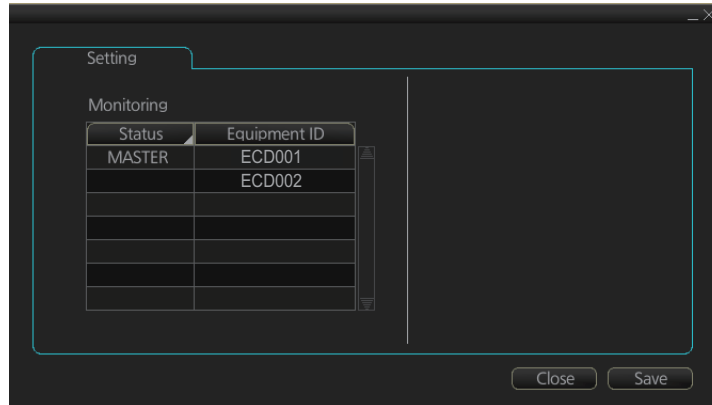 Setting
Monitoring
Status Equipment ID
MASTER ECD001
ECD002
Close Save